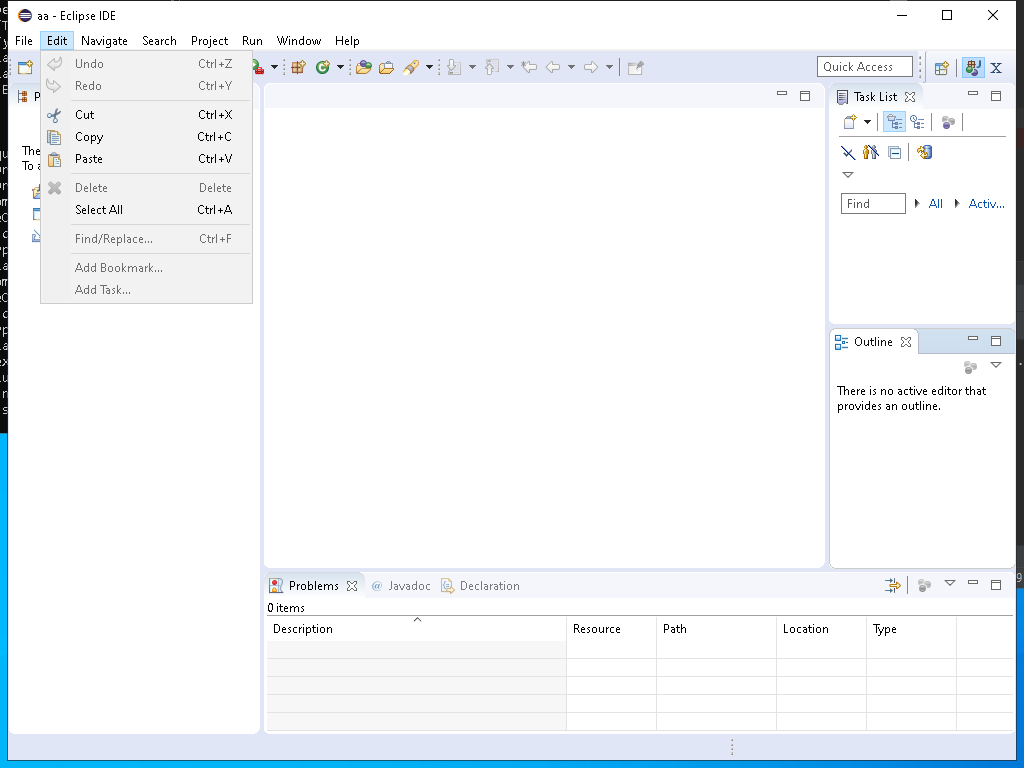 aa - Eclipse IDE
File Edit Navigate Search Project Run Window Help
Undo Ctrl+Z
Redo Ctrl+Y
Cut Ctrl+X
Copy Ctrl+C
Paste Ctrl+V
Delete Delete
Select All Ctrl+A
Find/Replace... Ctrl+F
Add Bookmark...
Add Task...
Quick Access
Task List
Find All Activ...
Outline
There is no active editor that
provides an outline.
Problems @ Javadoc Declaration
0 items
Description Resource Path Location Type